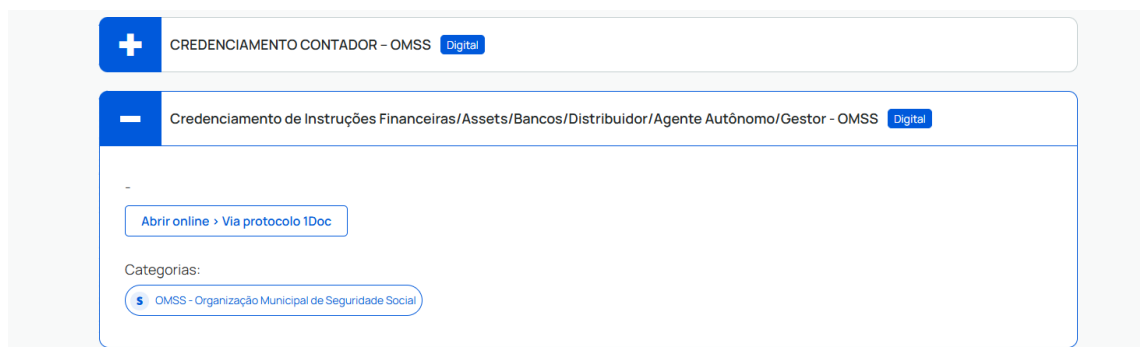 CREDENCIAMENTO CONTADOR – OMSS Digital
Credenciamento de Instruções Financeiras/Assets/Bancos/Distribuidor/Agente Autônomo/Gestor - OMSS Digital
-
Abrir online > Via protocolo 1Doc
Categorias:
$ OMSS - Organização Municipal de Seguridade Social